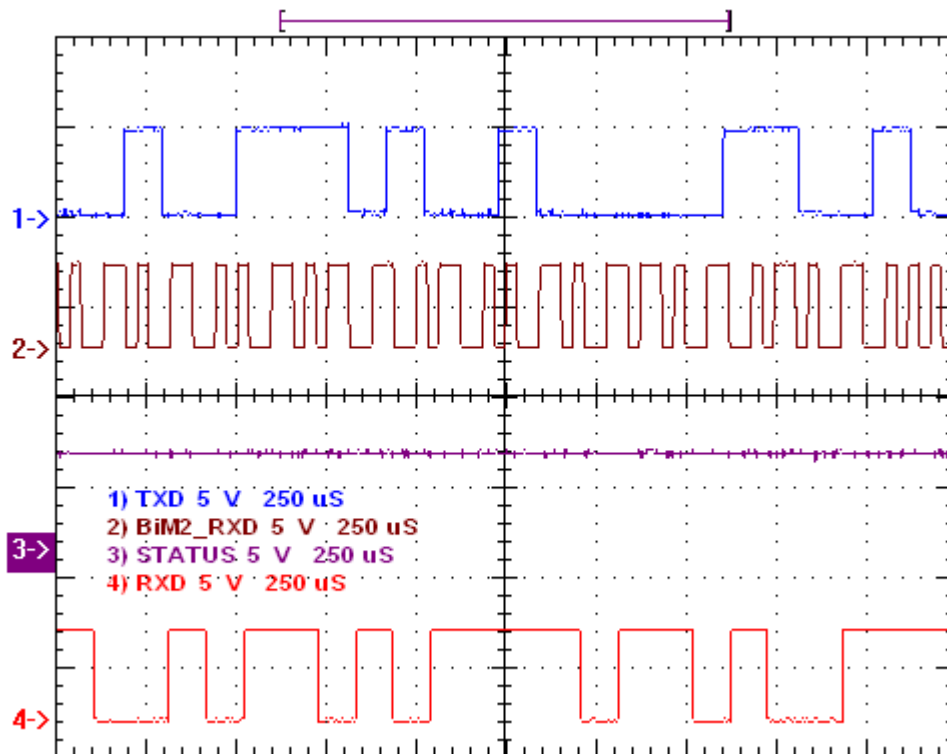 1->
2->
3->
1) TXD 5 V 250 uS
2) BiM2_RXD 5 V 250 uS
3) STATUS 5 V 250 uS
4) RXD 5 V 250 uS
4->